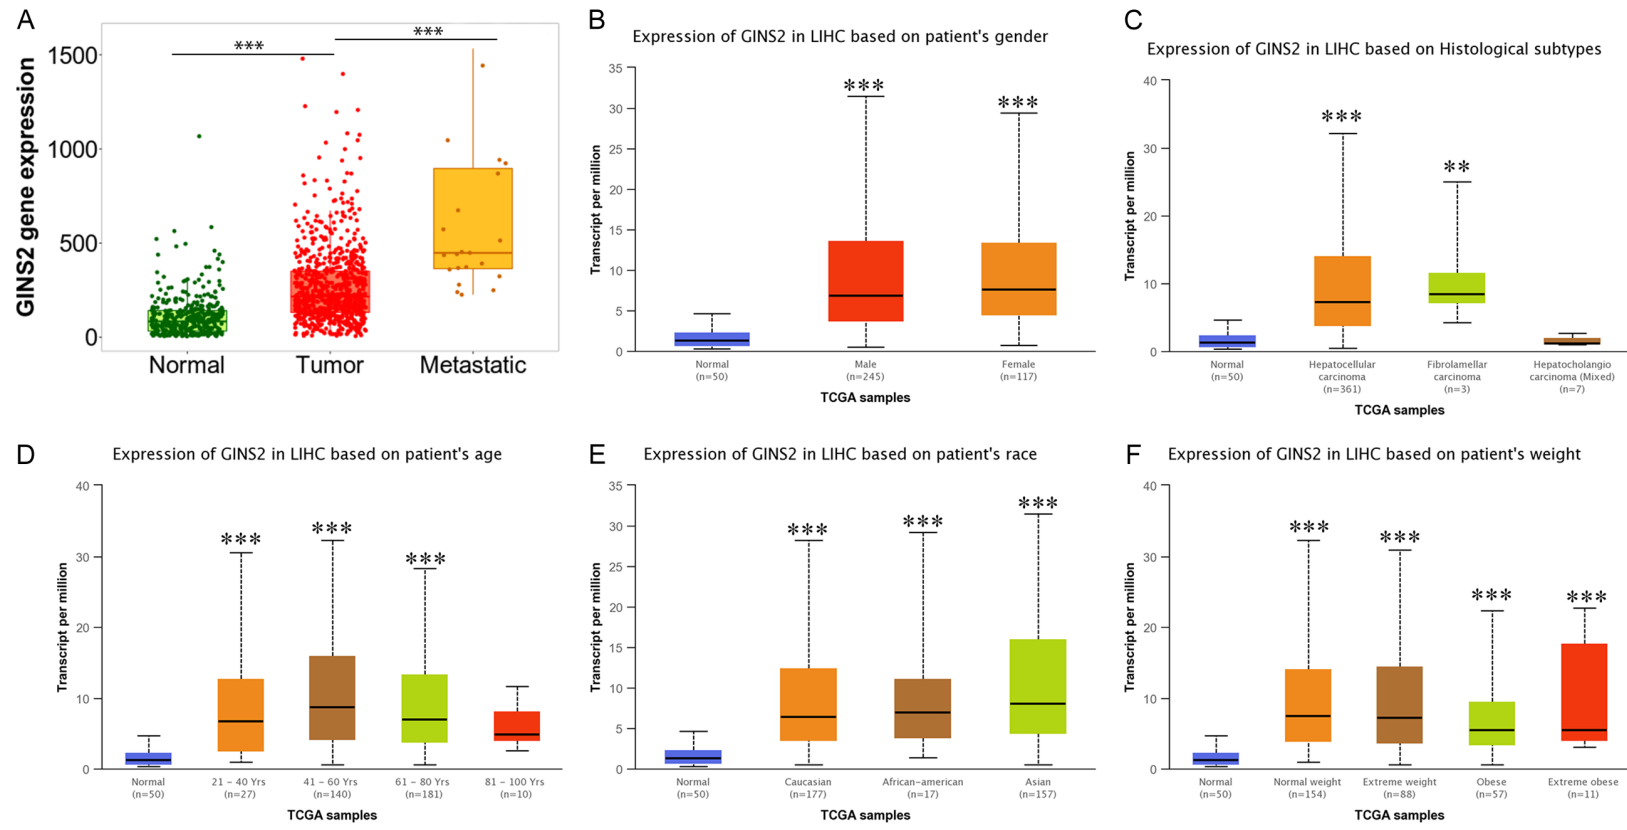 A
GINS2 gene expression
1500
1000
500
0
***
***
Normal
Tumor
Metastatic
B
Expression of GINS2 in LIHC based on patient's gender
Transcript per million
35
30
25
20
15
10
5
0
***
***
Normal
(n=50)
Male
(n=245)
Female
(n=117)
TCGA samples
C
Expression of GINS2 in LIHC based on Histological subtypes
Transcript per million
40
30
20
10
0
***
**
Normal
(n=50)
Hepatocellular
carcinoma
(n=361)
Fibrolamellar
carcinoma
(n=3)
Hepatocholangio
carcinoma (Mixed)
(n=7)
TCGA samples
D
Expression of GINS2 in LIHC based on patient's age
Transcript per million
40
30
20
10
0
***
***
***
Normal
(n=50)
21 - 40 Yrs
(n=27)
41 - 60 Yrs
(n=140)
61 - 80 Yrs
(n=181)
81 - 100 Yrs
(n=10)
TCGA samples
E
Expression of GINS2 in LIHC based on patient's race
Transcript per million
35
30
25
20
15
10
5
0
***
***
***
Normal
(n=50)
Caucasian
(n=177)
African-american
(n=17)
Asian
(n=157)
TCGA samples
F
Expression of GINS2 in LIHC based on patient's weight
Transcript per million
40
30
20
10
0
***
***
***
***
Normal
(n=50)
Normal weight
(n=154)
Extreme weight
(n=88)
Obese
(n=57)
Extreme obese
(n=11)
TCGA samples